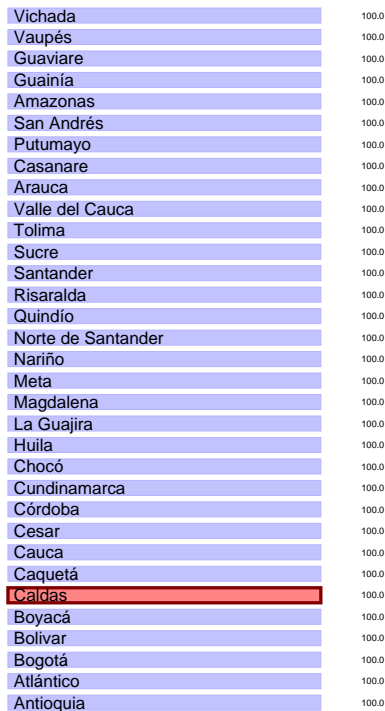 Vichada 100.0
Vaupés 100.0
Guaviare 100.0
Guainía 100.0
Amazonas 100.0
San Andrés 100.0
Putumayo 100.0
Casanare 100.0
Arauca 100.0
Valle del Cauca 100.0
Tolima 100.0
Sucre 100.0
Santander 100.0
Risaralda 100.0
Quindío 100.0
Norte de Santander 100.0
Nariño 100.0
Meta 100.0
Magdalena 100.0
La Guajira 100.0
Huila 100.0
Chocó 100.0
Cundinamarca 100.0
Córdoba 100.0
Cesar 100.0
Cauca 100.0
Caquetá 100.0
Caldas 100.0
Boyacá 100.0
Bolivar 100.0
Bogotá 100.0
Atlántico 100.0
Antioquia 100.0